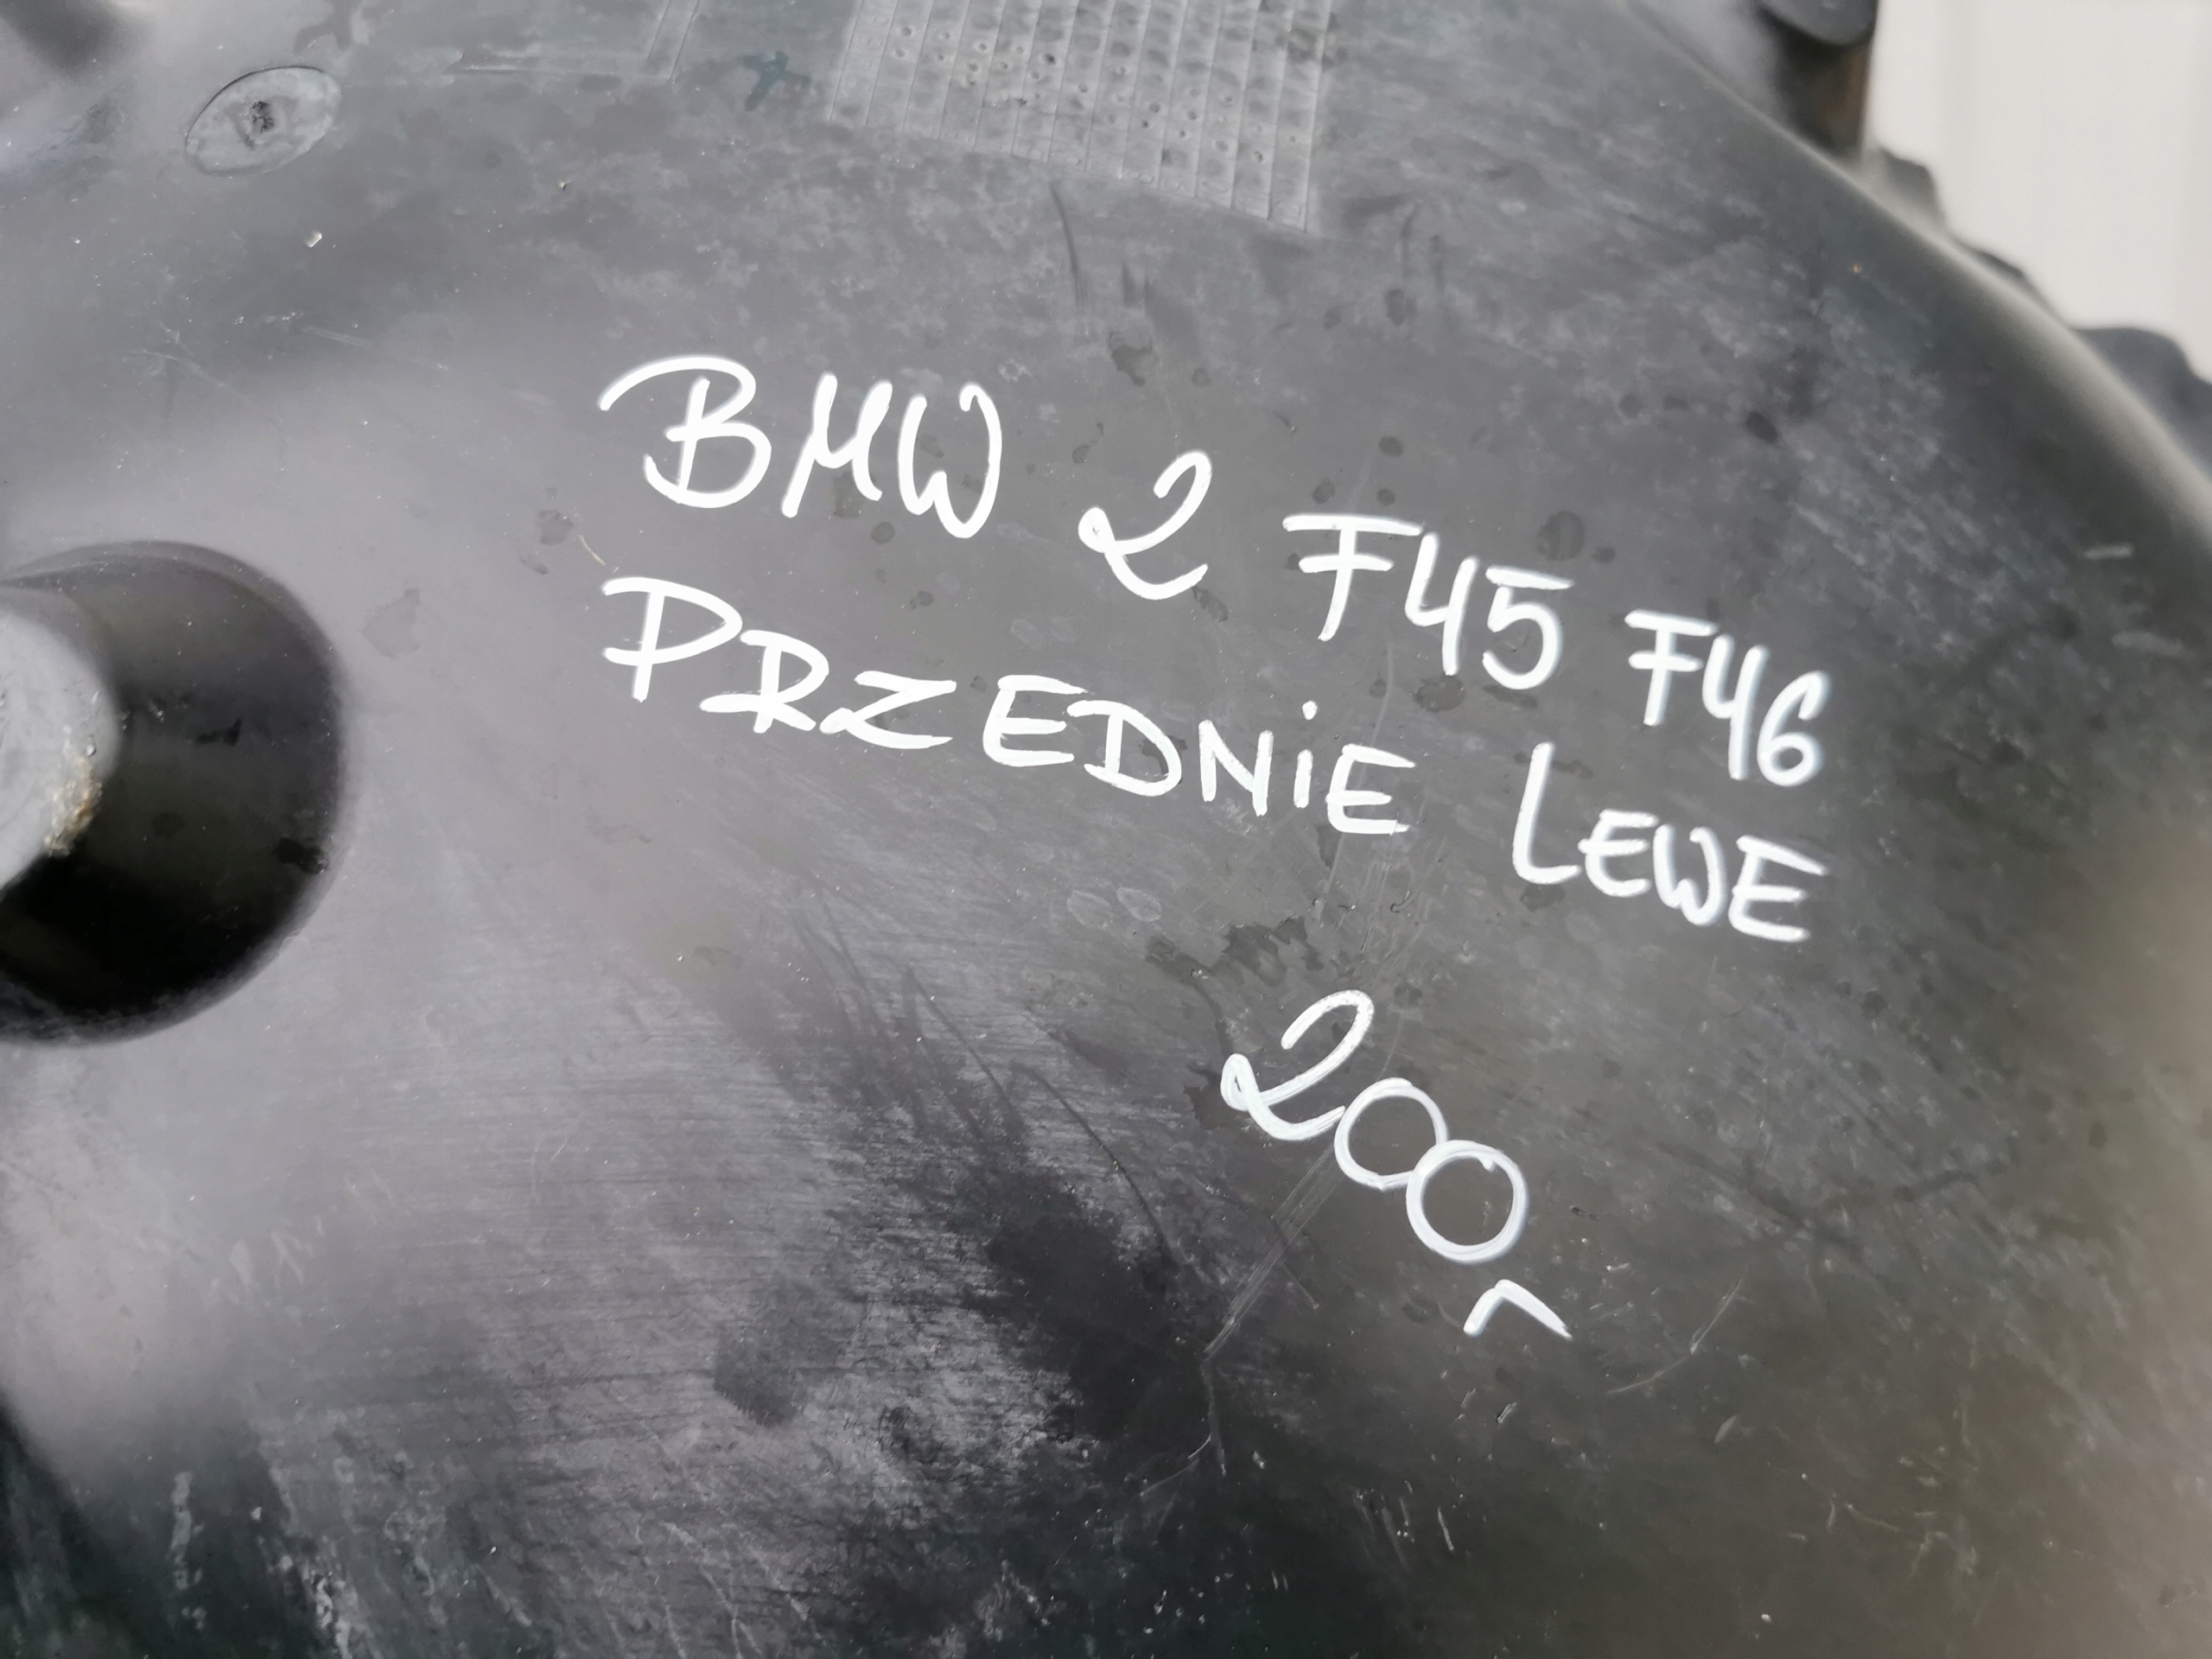 BMW 2 F45 F46
PRZEDNIE LEWE
200
^